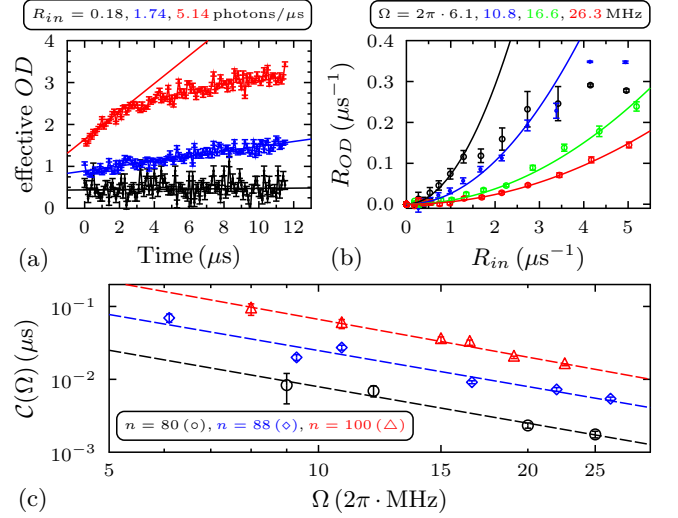 R_in = 0.18, 1.74, 5.14 photons/μs
Ω = 2π · 6.1, 10.8, 16.6, 26.3 MHz
effective OD
5
4
3
2
1
0
0 2 4 6 8 10 12
Time (μs)
(a)
R_OD (μs⁻¹)
0.4
0.3
0.2
0.1
0.0
0 1 2 3 4 5
R_in (μs⁻¹)
(b)
C(Ω) (μs)
10⁻¹
10⁻²
10⁻³
n = 80 (○), n = 88 (◇), n = 100 (△)
5 10 15 20 25
Ω (2π · MHz)
(c)